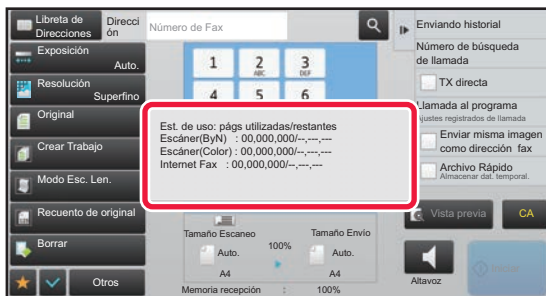 Libreta de
Direcciones
Direcci
ón
Número de Fax
Exposición
Auto.
Resolución
Superfino
Original
Crear Trabajo
Modo Esc. Len.
Recuento de original
Borrar
Otros
1
2
ABC
3
DEF
4
5
6
Est. de uso: págs utilizadas/restantes
Escáner(ByN) : 00,000,000/--,---,---
Escáner(Color) : 00,000,000/--,---,---
Internet Fax : 00,000,000/--,---,---
Tamaño Escaneo
Tamaño Envío
100%
Auto.
Auto.
A4
A4
Memoria recepción : 100%
Enviando historial
Número de búsqueda
de llamada
TX directa
Llamada al programa
Ajustes registrados de llamada
Enviar misma imagen
como dirección fax
Archivo Rápido
Almacenar dat. temporal.
Vista previa
CA
Altavoz
Iniciar